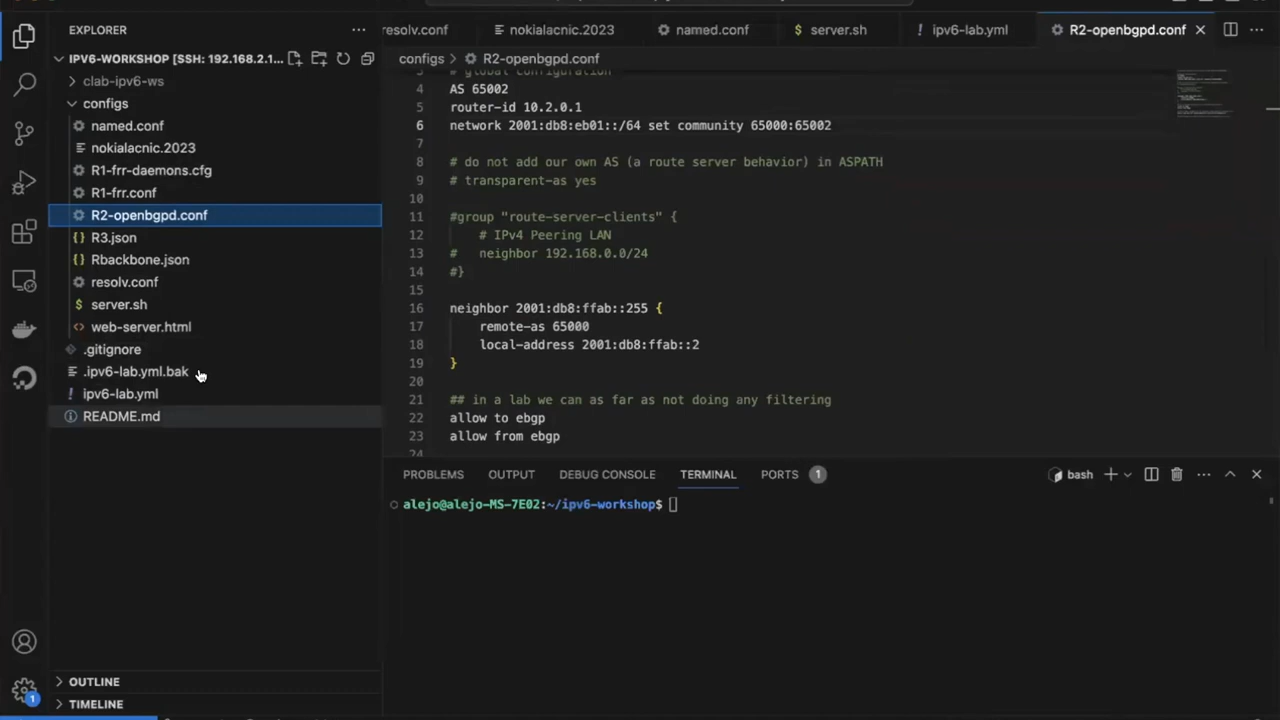 EXPLORER
IPV6-WORKSHOP [SSH: 192.168.2.1...
clab-ipv6-ws
configs
named.conf
nokialacnic.2023
R1-frr-daemons.cfg
R1-frr.conf
R2-openbgpd.conf
R3.json
Rbackbone.json
resolv.conf
server.sh
web-server.html
.gitignore
.ipv6-lab.yml.bak
ipv6-lab.yml
README.md
OUTLINE
TIMELINE
1
resolv.conf
nokialacnic.2023
named.conf
server.sh
ipv6-lab.yml
R2-openbgpd.conf
configs > R2-openbgpd.conf
3 # global configuration
4 AS 65002
5 router-id 10.2.0.1
6 network 2001:db8:eb01::/64 set community 65000:65002
7
8 # do not add our own AS (a route server behavior) in ASPATH
9 # transparent-as yes
10
11 #group "route-server-clients" {
12 # IPv4 Peering LAN
13 # neighbor 192.168.0.0/24
14 #}
15
16 neighbor 2001:db8:ffab::255 {
17 remote-as 65000
18 local-address 2001:db8:ffab::2
19 }
20
21 ## in a lab we can as far as not doing any filtering
22 allow to ebgp
23 allow from ebgp
24
PROBLEMS OUTPUT DEBUG CONSOLE TERMINAL PORTS 1
bash
alejo@alejo-MS-7E02:~/ipv6-workshop$